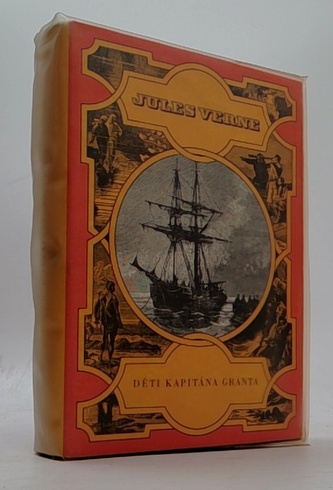 JULES VERNE
DĚTI KAPITÁNA GRANTA